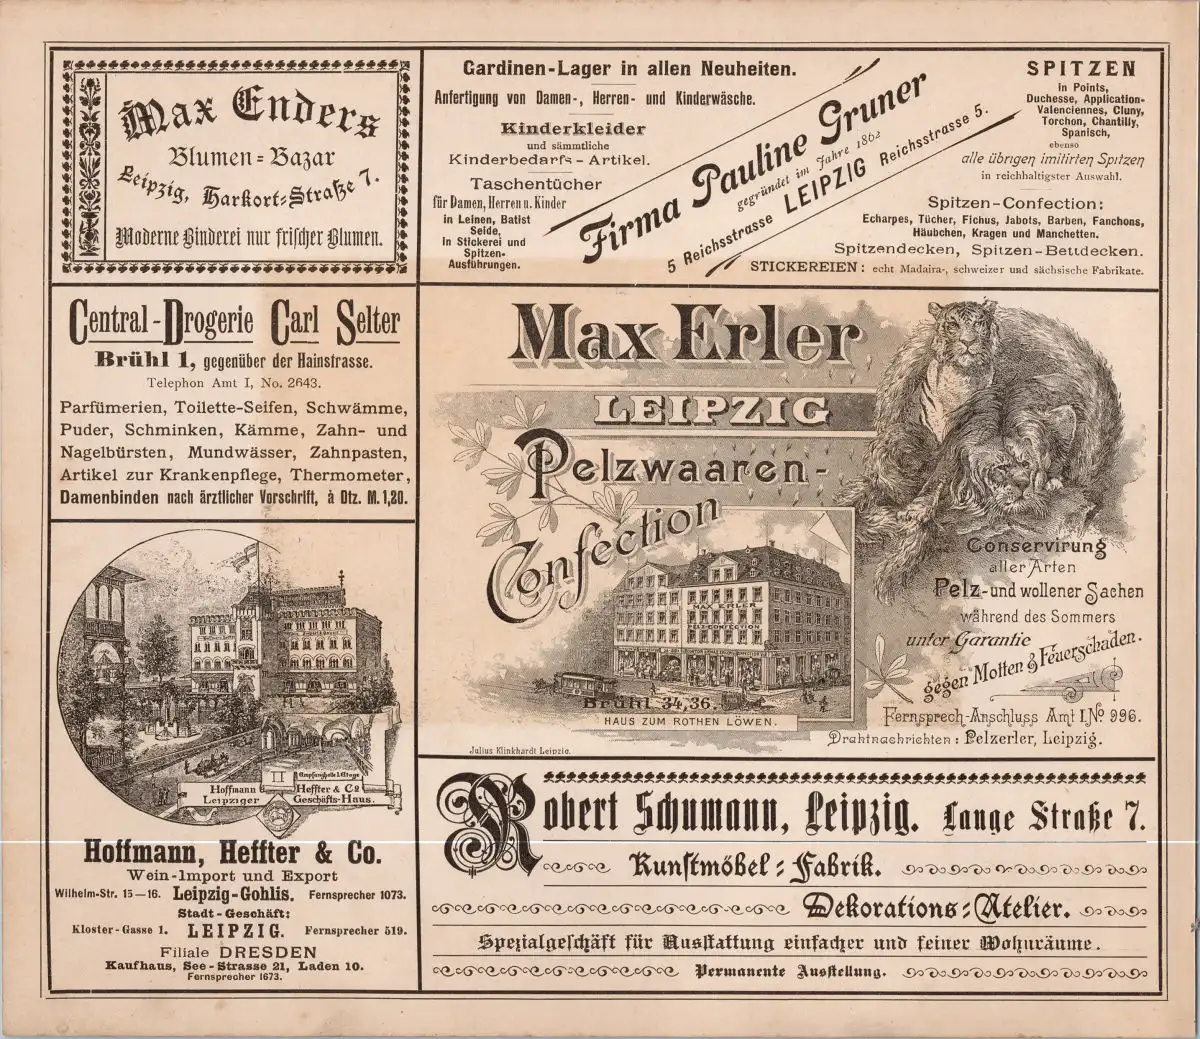 Max Enders
Blumen=Bazar
Leipzig, Harkort=Straße 7.
Moderne Binderei nur frischer Blumen.
Gardinen-Lager in allen Neuheiten.
Anfertigung von Damen-, Herren- und Kinderwäsche.
Kinderkleider
und sämmtliche
Kinderbedarfs-Artikel.
Taschentücher
für Damen, Herren u. Kinder
in Leinen, Batist
Seide,
in Stickerei und
Spitzen-
Ausführungen.
Firma Pauline Gruner
gegründet im Jahre 1862
5 Reichsstrasse LEIPZIG Reichsstrasse 5.
SPITZEN
in Points,
Duchesse, Application-
Valenciennes, Cluny,
Torchon, Chantilly,
Spanisch,
ebenso
alle übrigen imitirten Spitzen
in reichhaltigster Auswahl.
Spitzen-Confection:
Echarpes, Tücher, Fichus, Jabots, Barben, Fanchons,
Häubchen, Kragen und Manchetten.
Spitzendecken, Spitzen-Bettdecken.
STICKEREIEN: echt Madaira-, schweizer und sächsische Fabrikate.
Central-Drogerie Carl Selter
Brühl 1, gegenüber der Hainstrasse.
Telephon Amt I, No. 2643.
Parfümerien, Toilette-Seifen, Schwämme,
Puder, Schminken, Kämme, Zahn- und
Nagelbürsten, Mundwässer, Zahnpasten,
Artikel zur Krankenpflege, Thermometer,
Damenbinden nach ärztlicher Vorschrift, à Dtz. M. 1,20.
Max Erler
LEIPZIG
Pelzwaaren-
Confection
MAX ERLER
PELZ-CONFECTION
Brühl 34, 36.
HAUS ZUM ROTHEN LÖWEN.
Conservirung
aller Arten
Pelz- und wollener Sachen
während des Sommers
unter Garantie
gegen Motten & Feuerschaden.
Fernsprech-Anschluss Amt I, No 996.
Drahtnachrichten: Pelzerler, Leipzig.
Julius Klinkhardt Leipzig.
II
Empfangshalle I. Etage
Hoffmann Heffter & Co
Leipziger Geschäfts-Haus.
Hoffmann, Heffter & Co.
Wein-Import und Export
Wilhelm-Str. 15—16. Leipzig-Gohlis. Fernsprecher 1073.
Stadt-Geschäft:
Kloster-Gasse 1. LEIPZIG. Fernsprecher 519.
Filiale DRESDEN
Kaufhaus, See-Strasse 21, Laden 10.
Fernsprecher 1673.
Robert Schumann, Leipzig. Lange Straße 7.
Kunstmöbel=Fabrik.
Dekorations=Atelier.
Spezialgeschäft für Ausstattung einfacher und feiner Wohnräume.
Permanente Ausstellung.